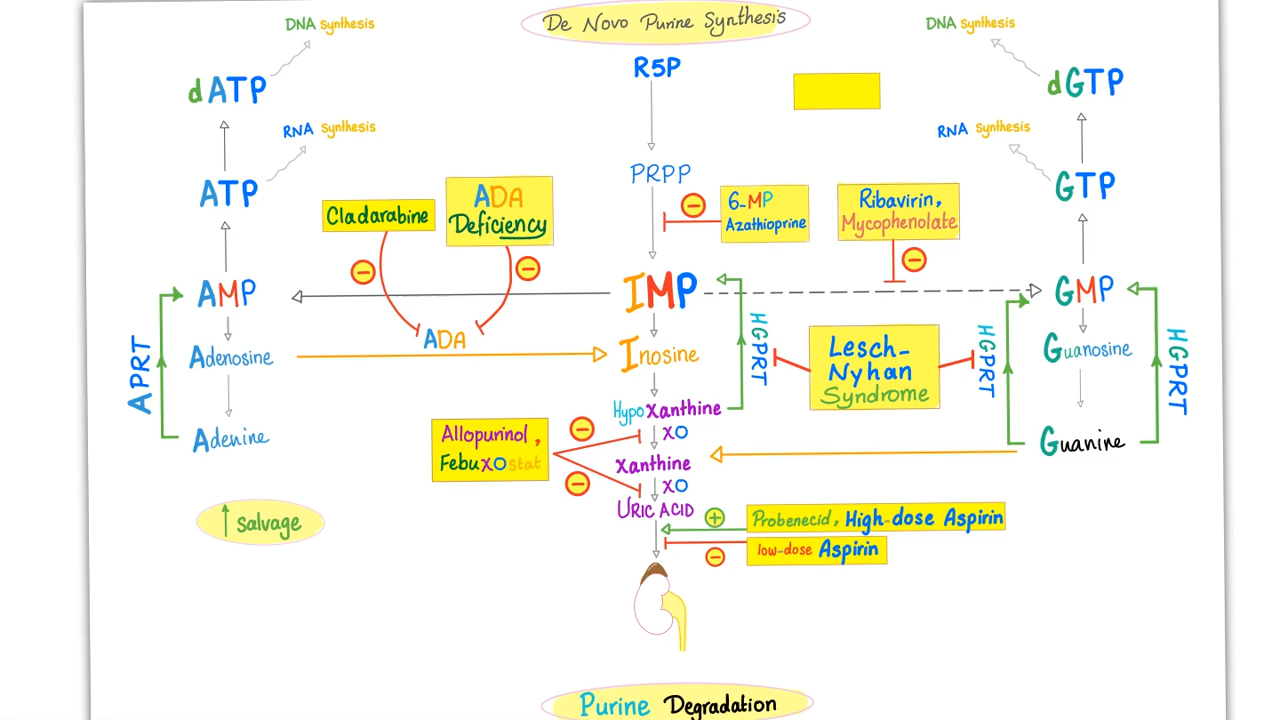 De Novo Purine Synthesis
DNA Synthesis
DNA Synthesis
R5P
dATP
dGTP
RNA Synthesis
RNA Synthesis
PRPP
ATP
GTP
Cladarabine
ADA
Deficiency
6-MP
Azathioprine
Ribavirin,
Mycophenolate
AMP
IMP
GMP
ADA
APRT
HGPRT
HGPRT
HGPRT
Adenosine
Inosine
Lesch-
Nyhan
Syndrome
Guanosine
Hypoxanthine
XO
Adenine
Guanine
Allopurinol,
Febuxostat
Xanthine
XO
URIC ACID
↑ Salvage
Probenecid, High-dose Aspirin
low-dose Aspirin
Purine Degradation